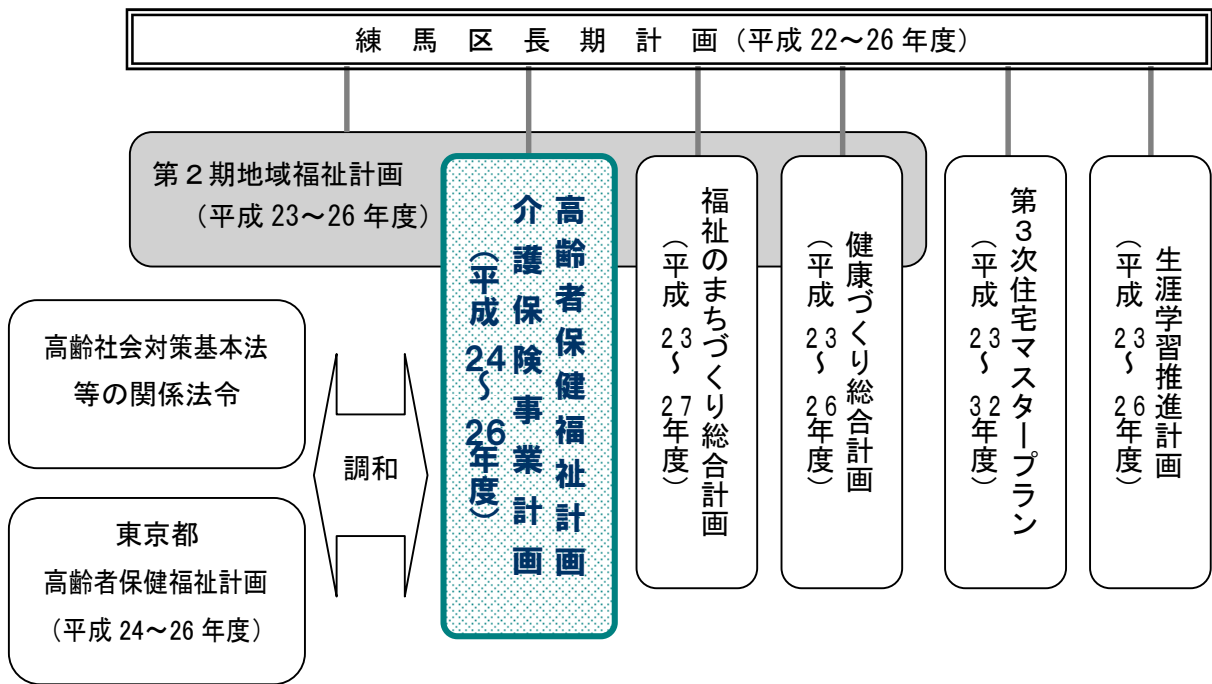 練馬区長期計画（平成22～26年度）
第２期地域福祉計画
（平成23～26年度）
高齢者保健福祉計画
介護保険事業計画
（平成24～26年度）
福祉のまちづくり総合計画
（平成23～27年度）
健康づくり総合計画
（平成23～26年度）
第３次住宅マスタープラン
（平成23～32年度）
生涯学習推進計画
（平成23～26年度）
高齢社会対策基本法
等の関係法令
調和
東京都
高齢者保健福祉計画
（平成24～26年度）